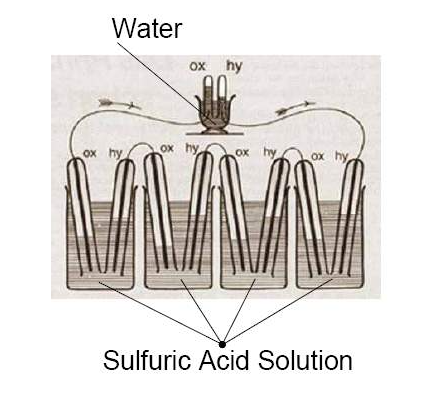 Water
ox hy
ox hy ox hy ox hy ox hy
Sulfuric Acid Solution